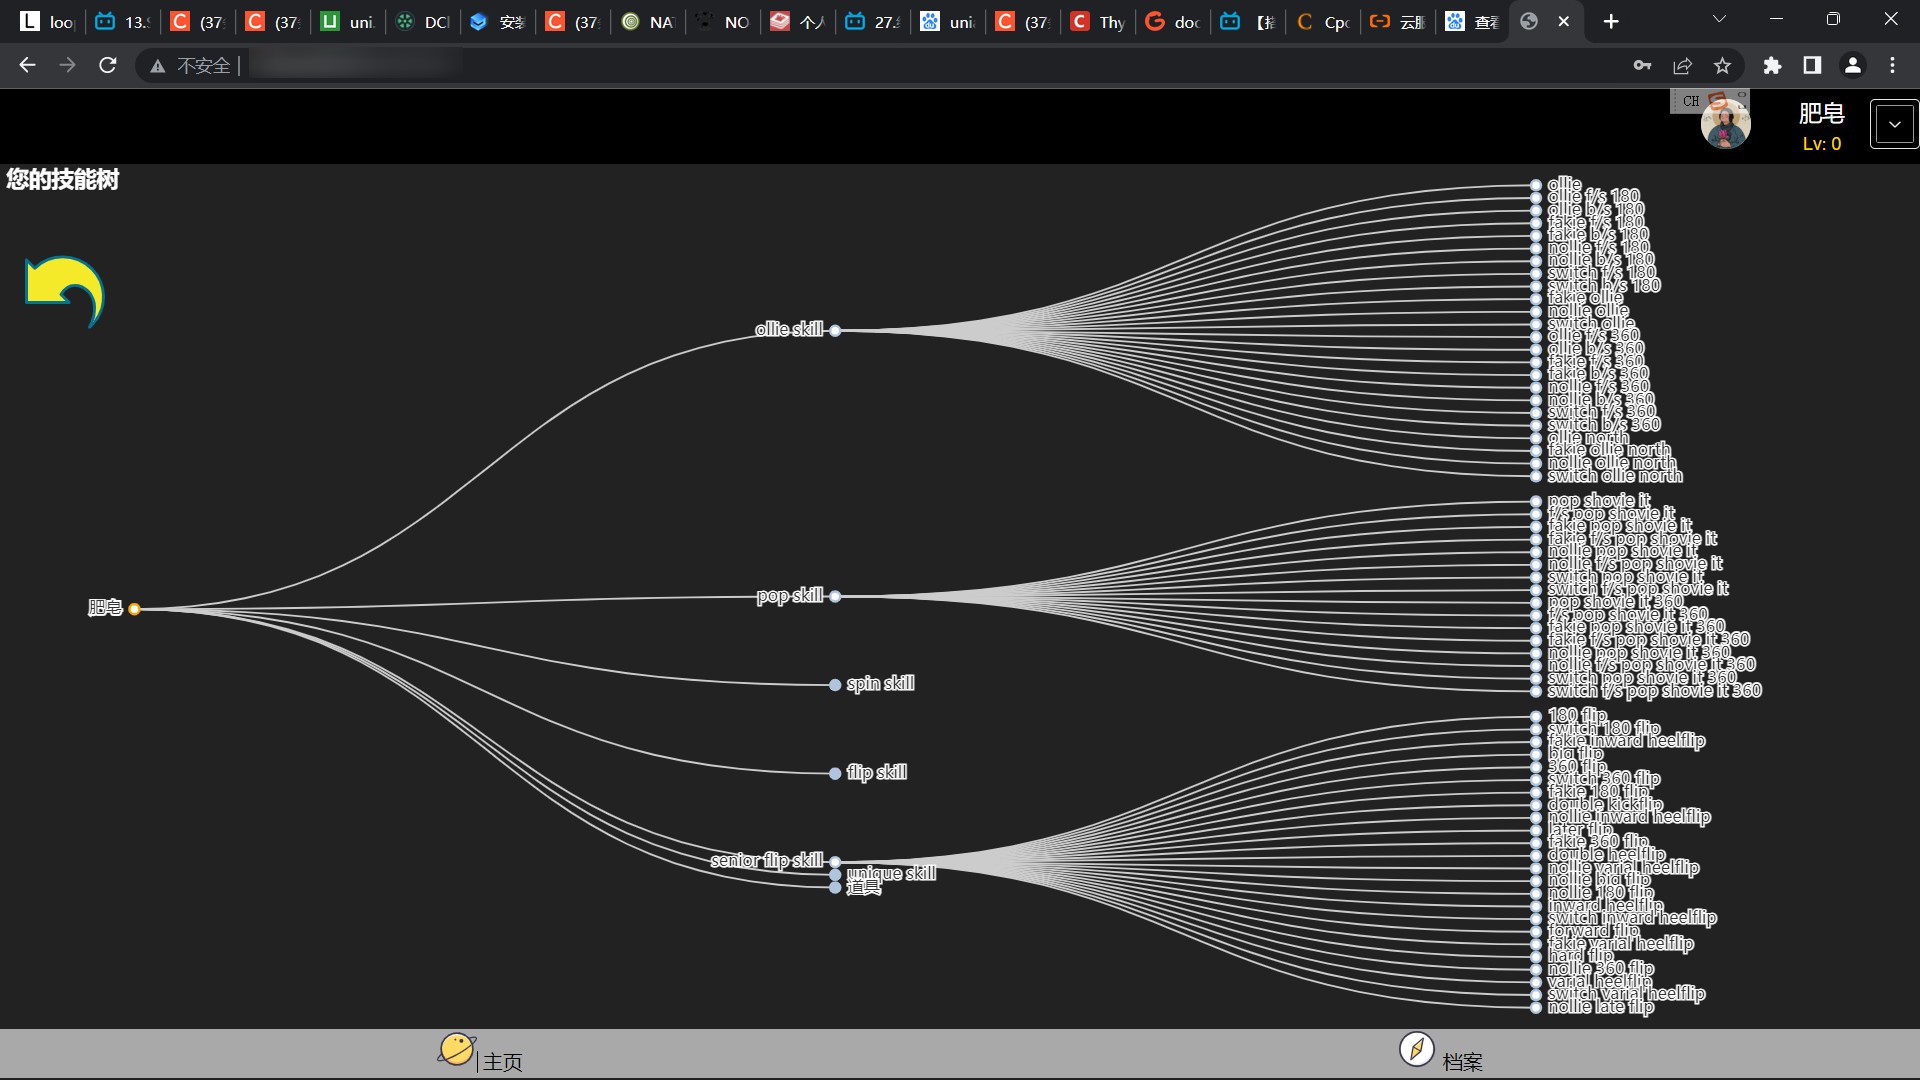 loo
13.9
(37
(37
uni.
DCI
安装
(37
NA
NO
个人
27.
uni
(37
Thy
doc
Cpo
云服
查看
不安全
CH
肥皂
Lv: 0
您的技能树
肥皂
ollie skill
pop skill
spin skill
flip skill
senior flip skill
unique skill
道具
ollie
ollie f/s 180
ollie b/s 180
fakie f/s 180
fakie b/s 180
nollie f/s 180
nollie b/s 180
switch f/s 180
switch b/s 180
fakie ollie
nollie ollie
switch ollie
ollie f/s 360
ollie b/s 360
fakie f/s 360
fakie b/s 360
nollie f/s 360
nollie b/s 360
switch f/s 360
switch b/s 360
ollie north
fakie ollie north
nollie ollie north
switch ollie north
pop shovie it
f/s pop shovie it
fakie pop shovie it
fakie f/s pop shovie it
nollie pop shovie it
nollie f/s pop shovie it
switch pop shovie it
switch f/s pop shovie it
pop shovie it 360
f/s pop shovie it 360
fakie pop shovie it 360
fakie f/s pop shovie it 360
nollie pop shovie it 360
nollie f/s pop shovie it 360
switch pop shovie it 360
switch f/s pop shovie it 360
180 flip
switch 180 flip
fakie inward heelflip
big flip
360 flip
switch 360 flip
fakie 180 flip
double kickflip
nollie inward heelflip
later flip
fakie 360 flip
double heelflip
nollie varial heelflip
nollie big flip
nollie 180 flip
inward heelflip
switch inward heelflip
forward flip
fakie varial heelflip
hard flip
nollie 360 flip
varial heelflip
switch varial heelflip
nollie late flip
主页
档案